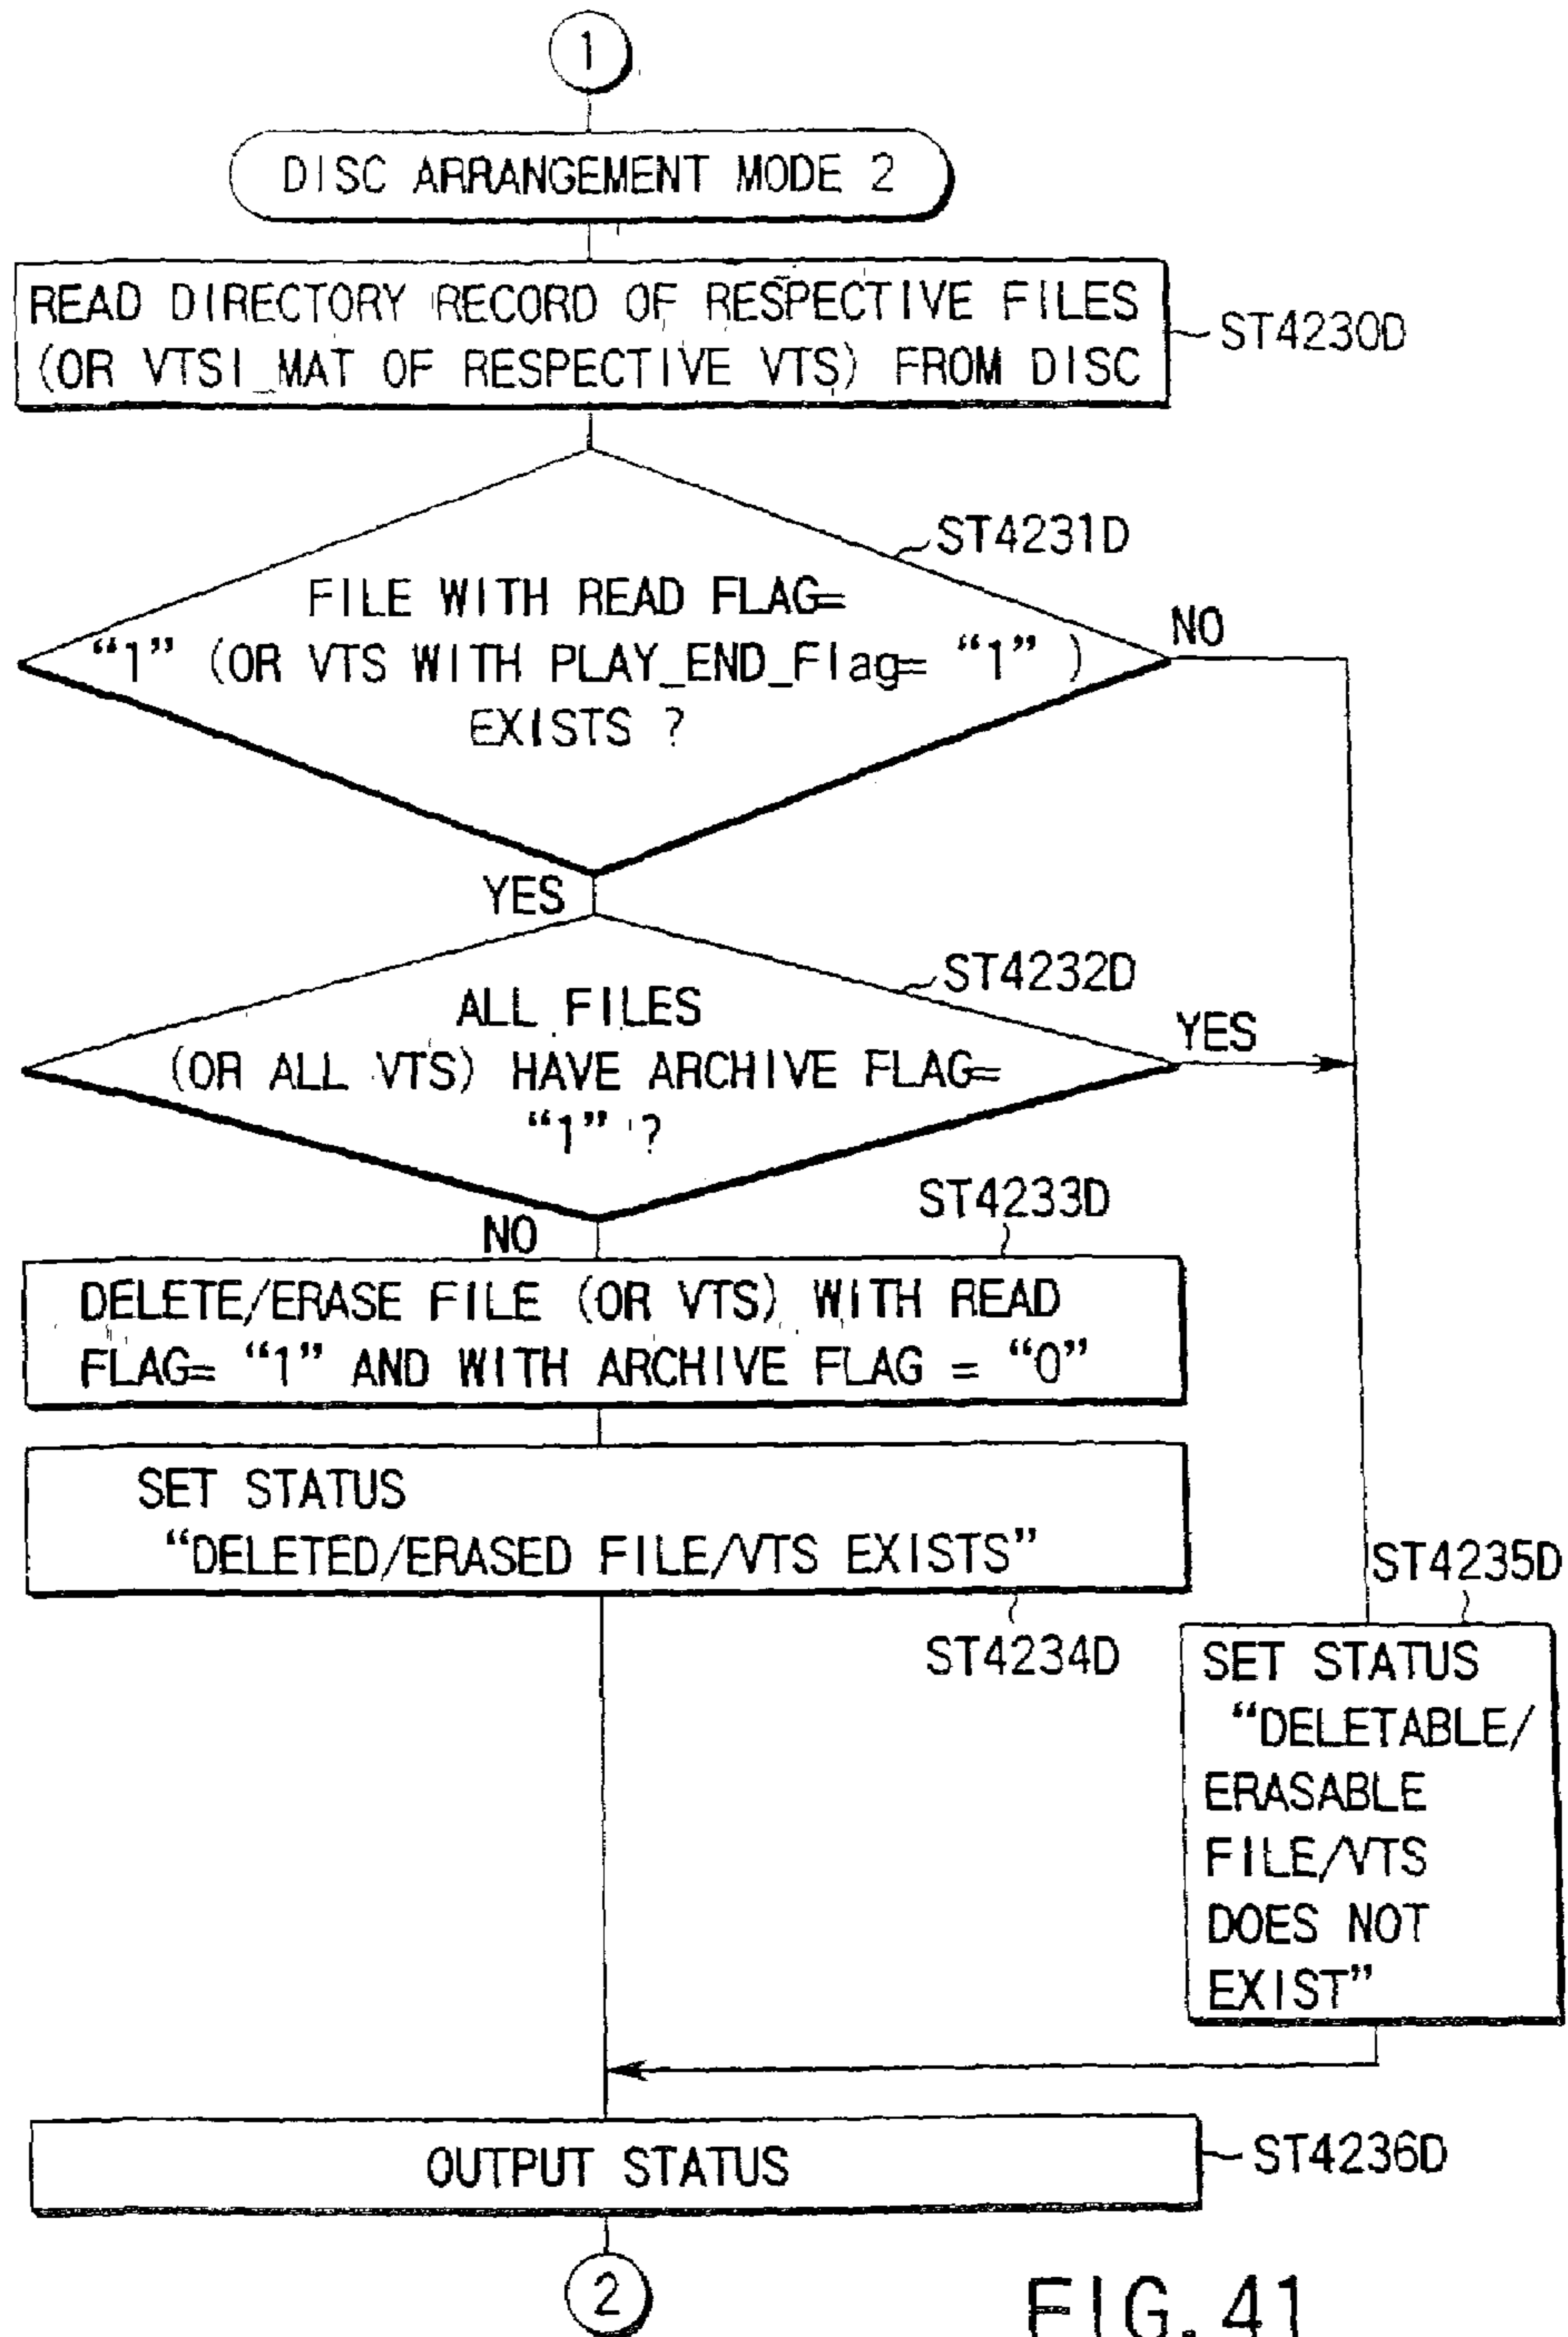 1
DISC ARRANGEMENT MODE 2
READ DIRECTORY RECORD OF RESPECTIVE FILES
(OR VTSI_MAT OF RESPECTIVE VTS) FROM DISC
ST4230D
ST4231D
FILE WITH READ FLAG=
“1” (OR VTS WITH PLAY_END_Flag= “1” )
EXISTS ?
NO
YES
ST4232D
ALL FILES
(OR ALL VTS) HAVE ARCHIVE FLAG=
“1” ?
YES
NO
ST4233D
DELETE/ERASE FILE (OR VTS) WITH READ
FLAG= “1” AND WITH ARCHIVE FLAG = “0”
SET STATUS
“DELETED/ERASED FILE/VTS EXISTS”
ST4234D
ST4235D
SET STATUS
“DELETABLE/
ERASABLE
FILE/VTS
DOES NOT
EXIST”
OUTPUT STATUS
ST4236D
2
FIG. 41